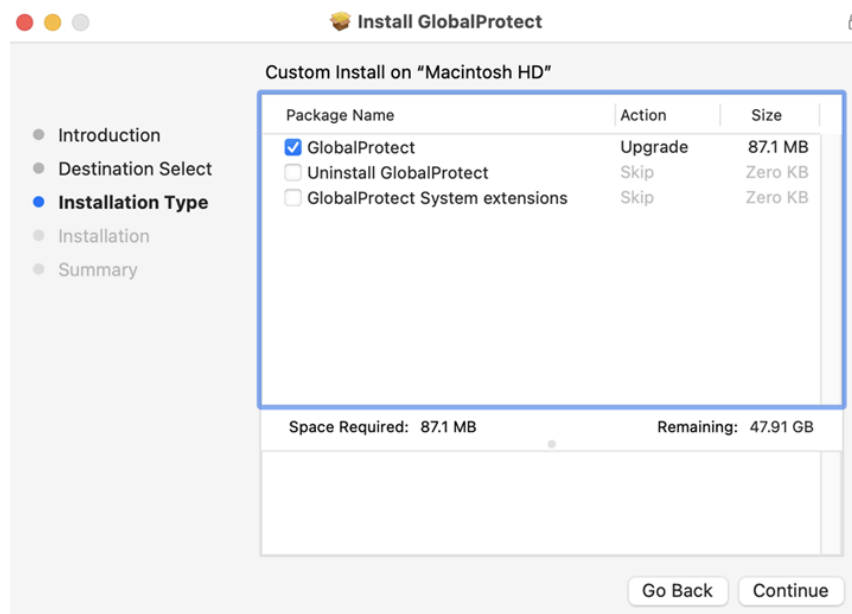 Install GlobalProtect
Custom Install on “Macintosh HD”
Introduction
Destination Select
Installation Type
Installation
Summary
Package Name Action Size
GlobalProtect Upgrade 87.1 MB
Uninstall GlobalProtect Skip Zero KB
GlobalProtect System extensions Skip Zero KB
Space Required: 87.1 MB Remaining: 47.91 GB
Go Back Continue